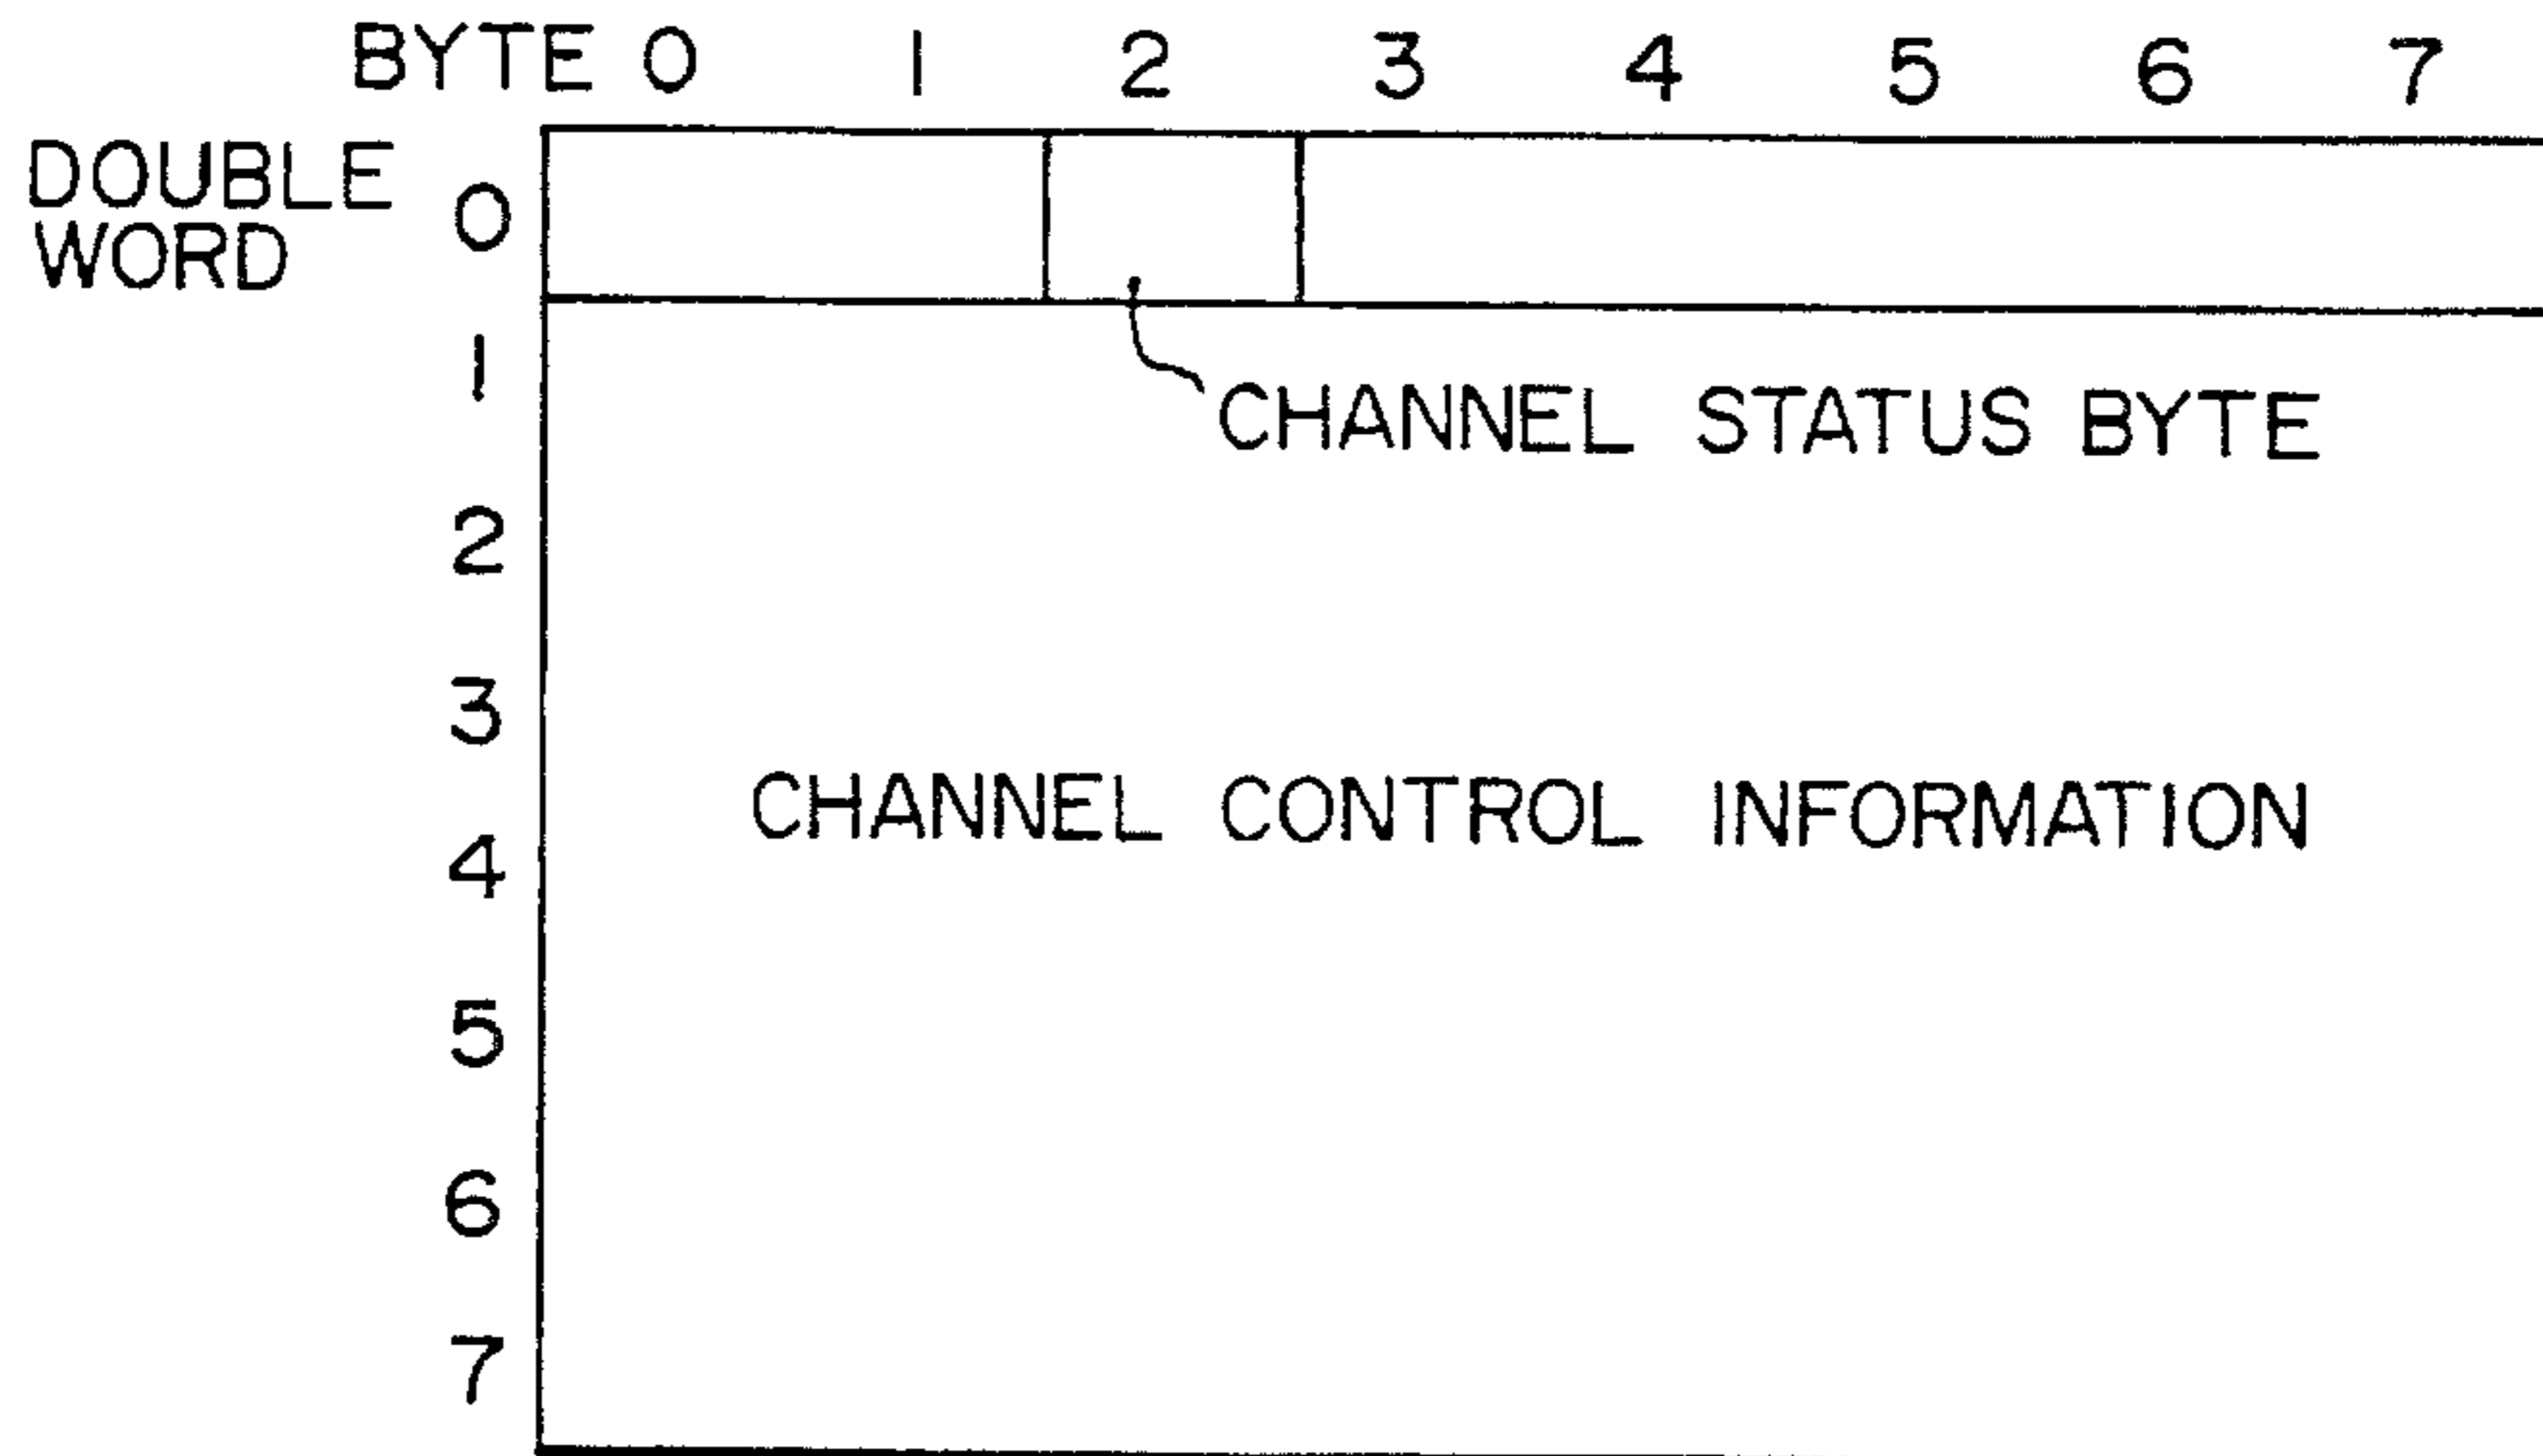 BYTE 0 1 2 3 4 5 6 7
DOUBLE
WORD 0
1
CHANNEL STATUS BYTE
2
3
CHANNEL CONTROL INFORMATION
4
5
6
7